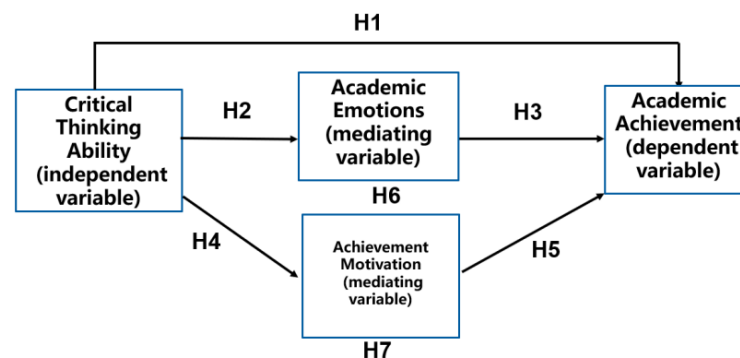 H1
Critical
Thinking
Ability
(independent
variable)
H2
Academic
Emotions
(mediating
variable)
H3
Academic
Achievement
(dependent
variable)
H6
H4
Achievement
Motivation
(mediating
variable)
H5
H7